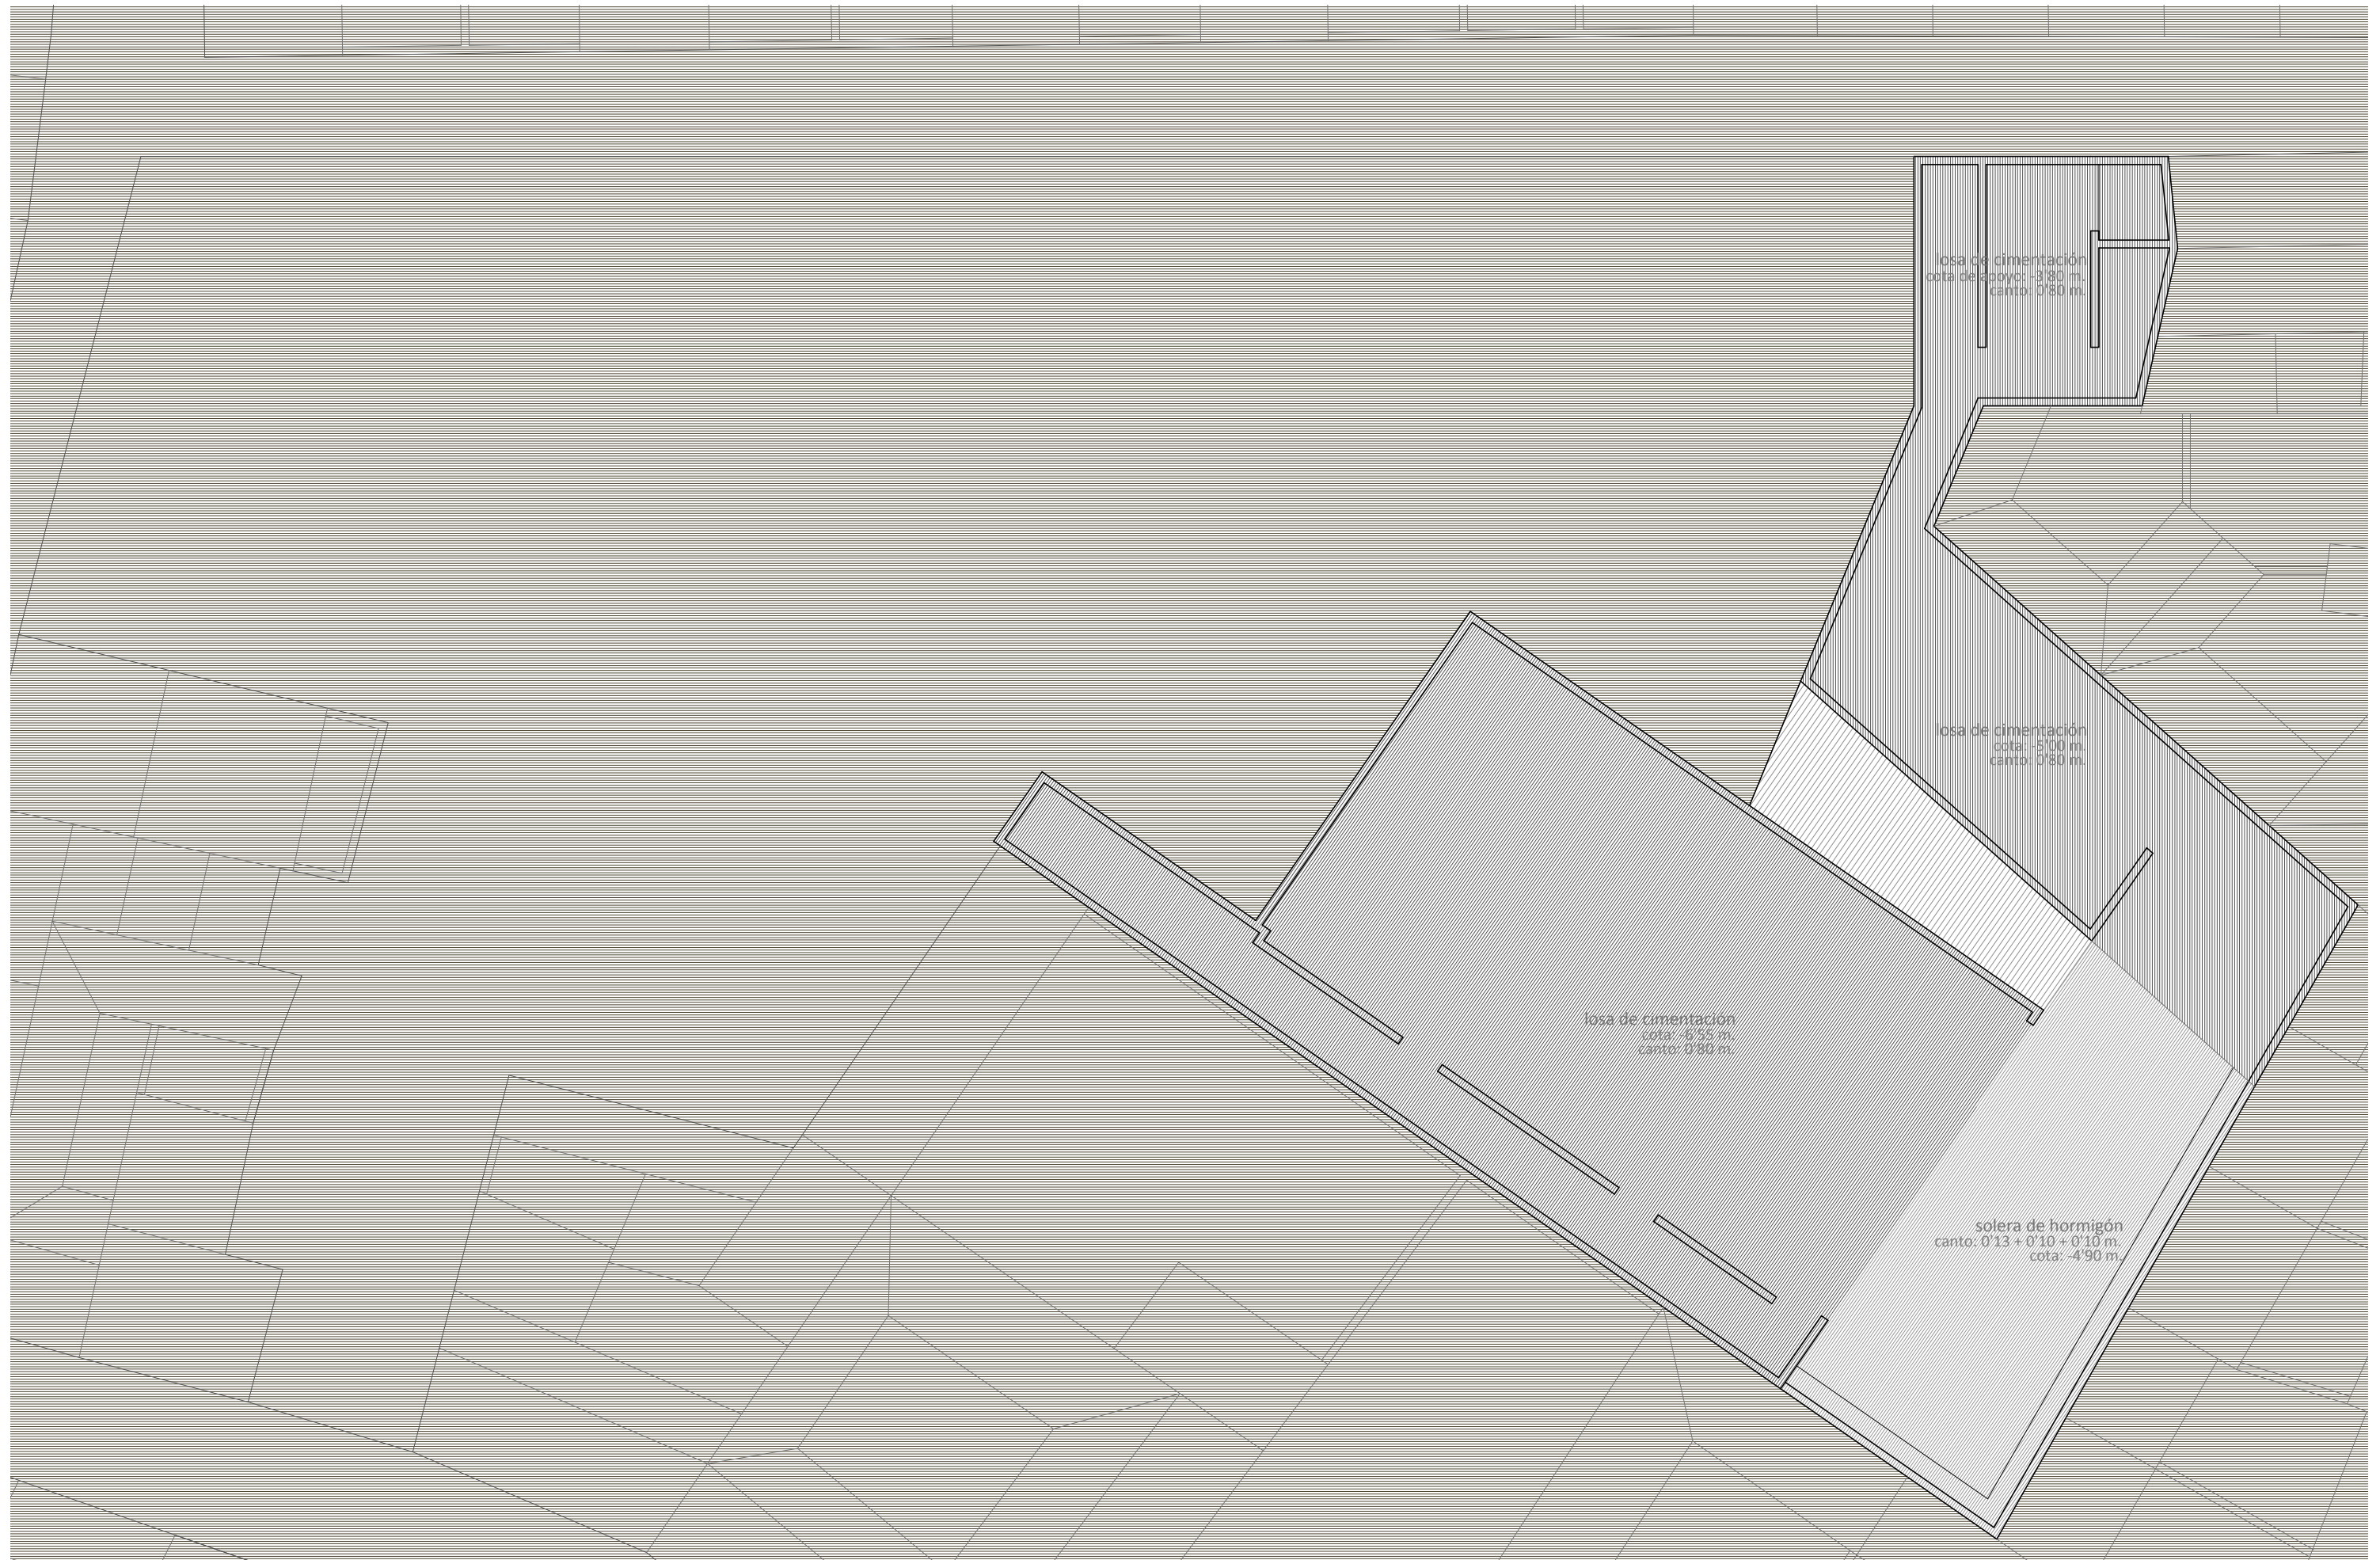 losa de cimentación
cota de apoyo: -3'80 m.
canto: 0'80 m.
losa de cimentación
cota: -5'00 m.
canto: 0'80 m.
losa de cimentación
cota: -6'55 m.
canto: 0'80 m.
solera de hormigón
canto: 0'13 + 0'10 + 0'10 m.
cota: -4'90 m.